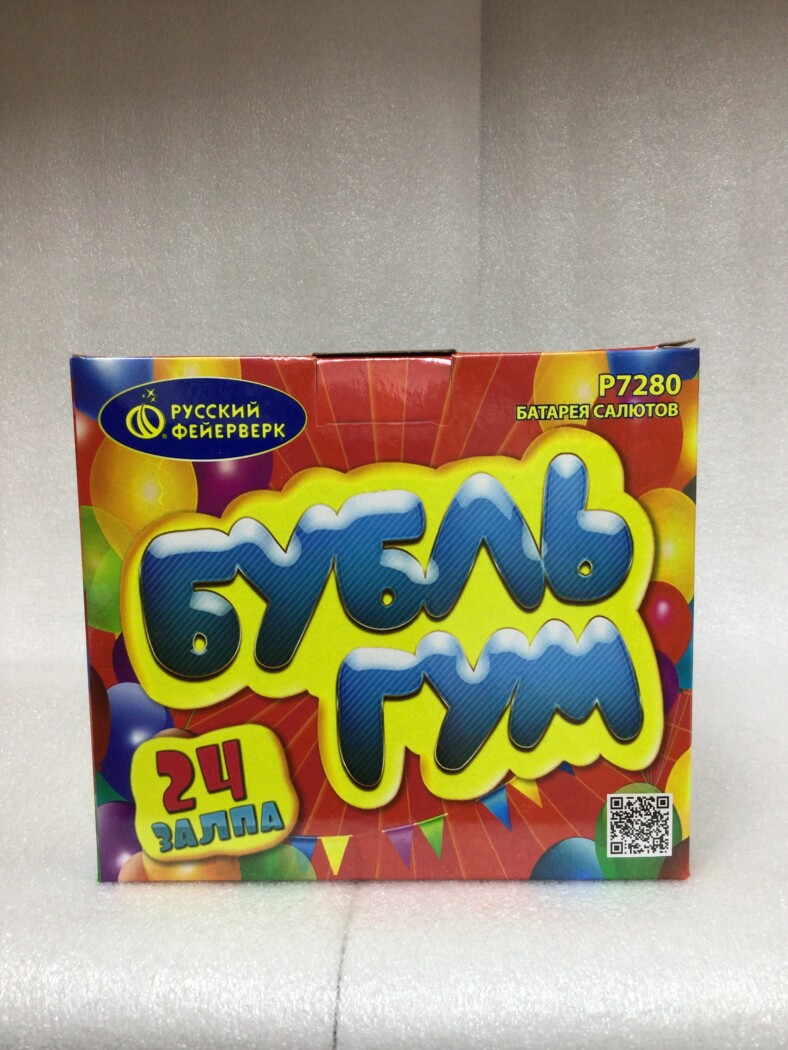 РУССКИЙ
ФЕЙЕРВЕРК
Р7280
БАТАРЕЯ САЛЮТОВ
БУБЛЬ
ГУМ
24
ЗАЛПА